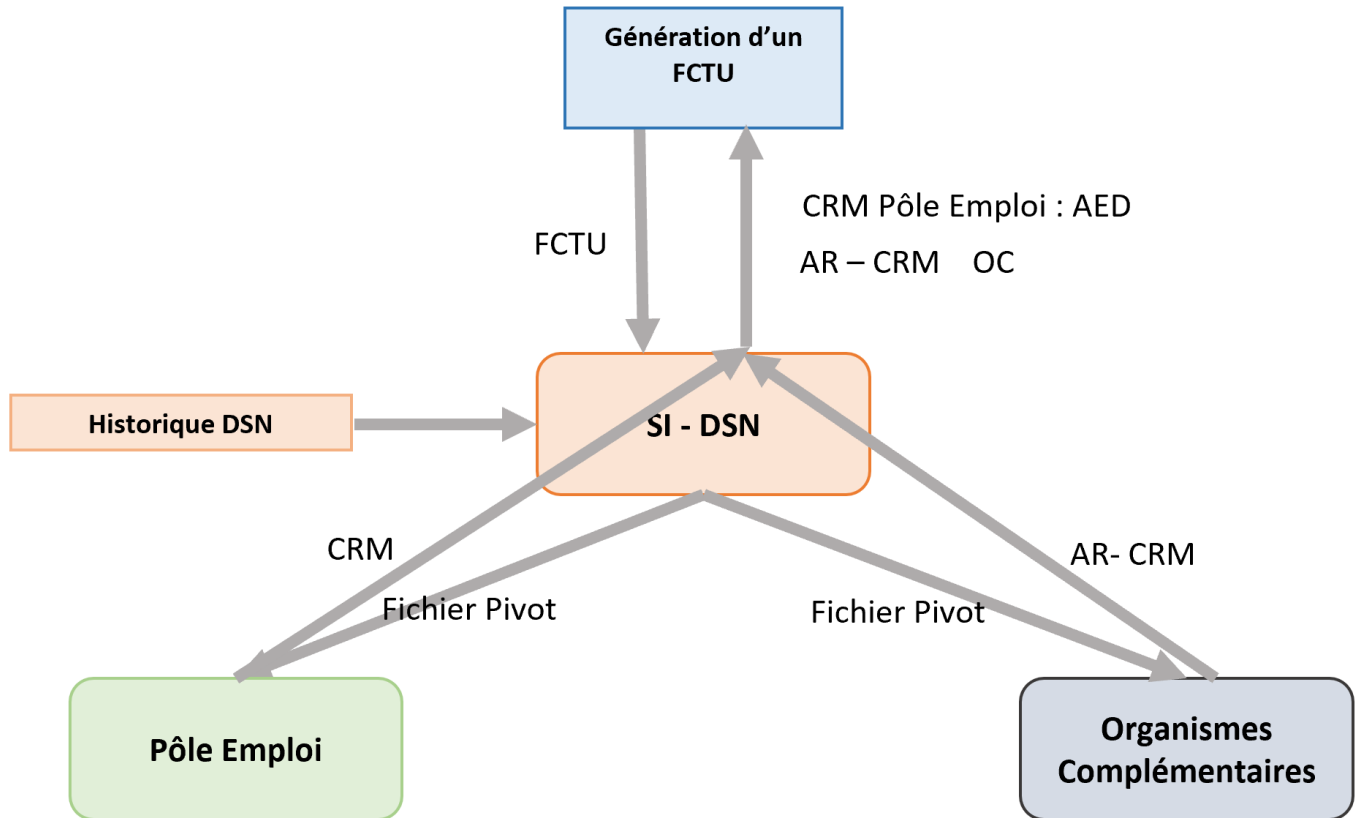 Génération d'un
FCTU
CRM Pôle Emploi : AED
FCTU
AR – CRM OC
Historique DSN
SI - DSN
CRM
AR- CRM
Fichier Pivot
Fichier Pivot
Pôle Emploi
Organismes
Complémentaires